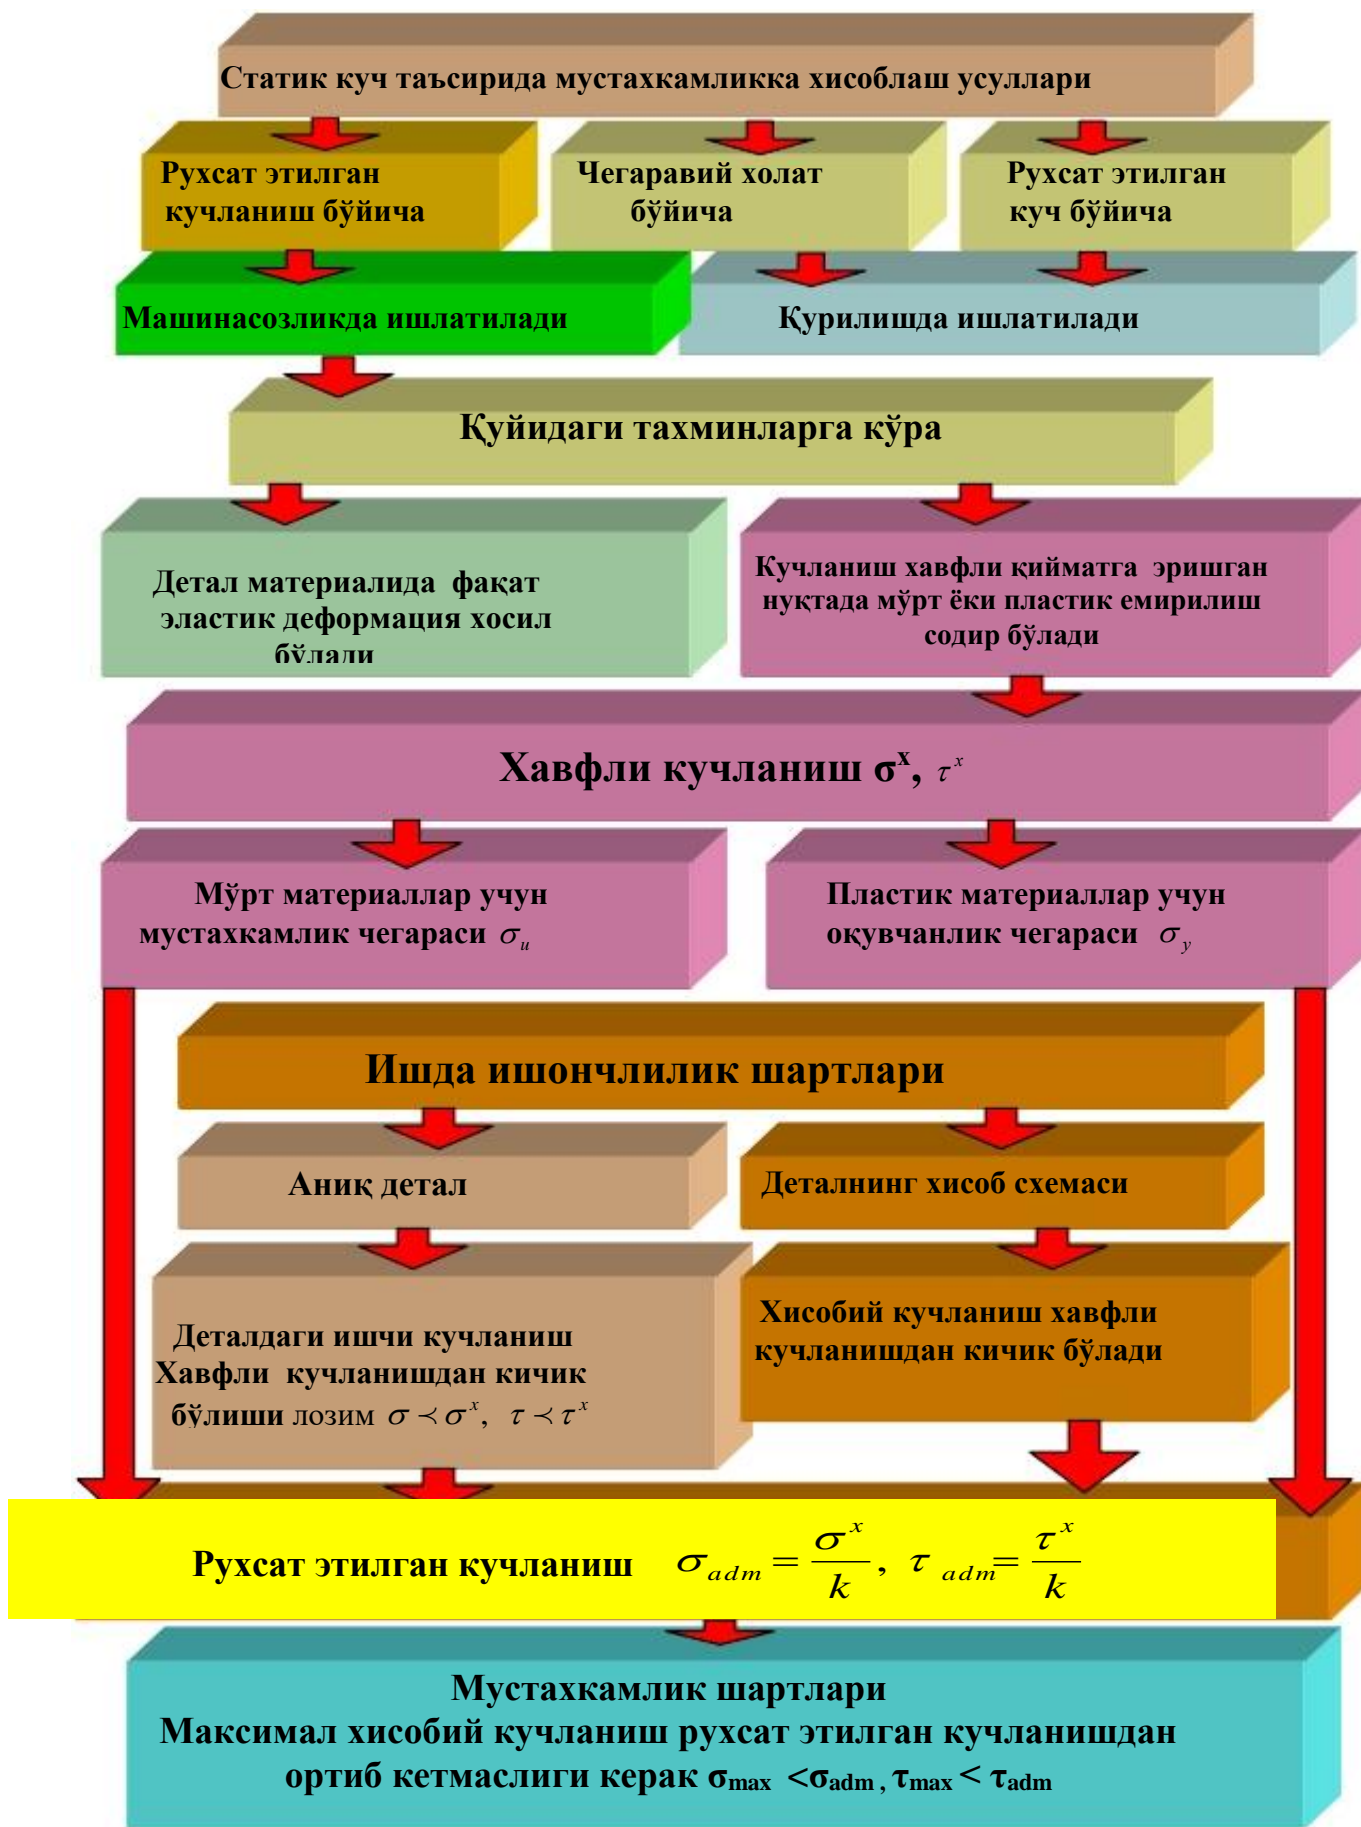 Статик куч таъсирида мустахкамликка хисоблаш усуллари
Рухсат этилган
кучланиш бўйича
Чегаравий холат
бўйича
Рухсат этилган
куч бўйича
Машинасозликда ишлатилади
Қурилишда ишлатилади
Қуйидаги тахминларга кўра
Детал материалида факат
эластик деформация хосил
бўлади
Кучланиш хавфли қийматга эришган
нуқтада мўрт ёки пластик емирилиш
содир бўлади
Хавфли кучланиш σˣ, τˣ
Мўрт материаллар учун
мустахкамлик чегараси σ_u
Пластик материаллар учун
оқувчанлик чегараси σ_y
Ишда ишончлилик шартлари
Аниқ детал
Деталнинг хисоб схемаси
Деталдаги ишчи кучланиш
Хавфли кучланишдан кичик
бўлиши лозим σ ≺ σˣ, τ ≺ τˣ
Хисобий кучланиш хавфли
кучланишдан кичик бўлади
Рухсат этилган кучланиш σ_adm = σˣ/k, τ_adm = τˣ/k
Мустахкамлик шартлари
Максимал хисобий кучланиш рухсат этилган кучланишдан
ортиб кетмаслиги керак σmax <σadm , τmax < τadm